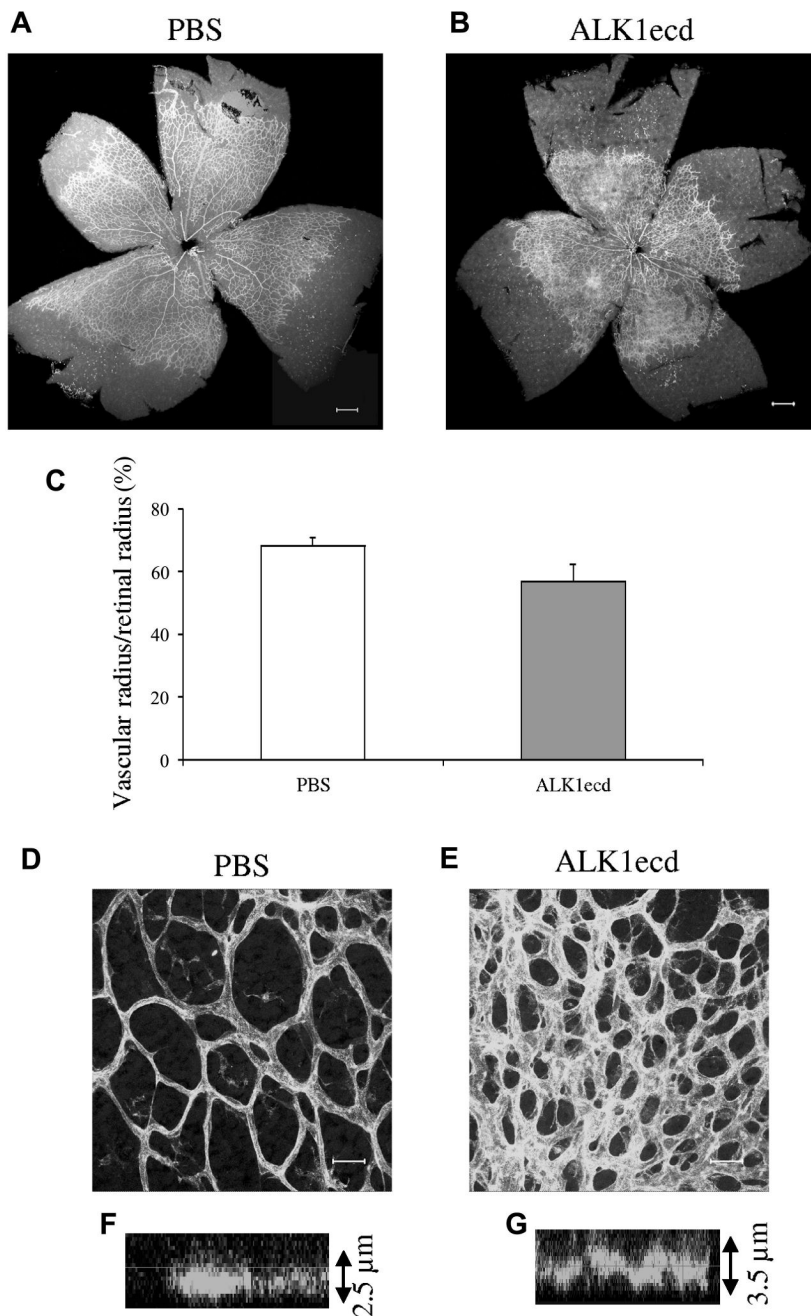 A
PBS
B
ALK1ecd
C
Vascular radius/retinal radius (%)
80
60
40
20
0
PBS
ALK1ecd
D
PBS
E
ALK1ecd
F
2.5 µm
G
3.5 µm